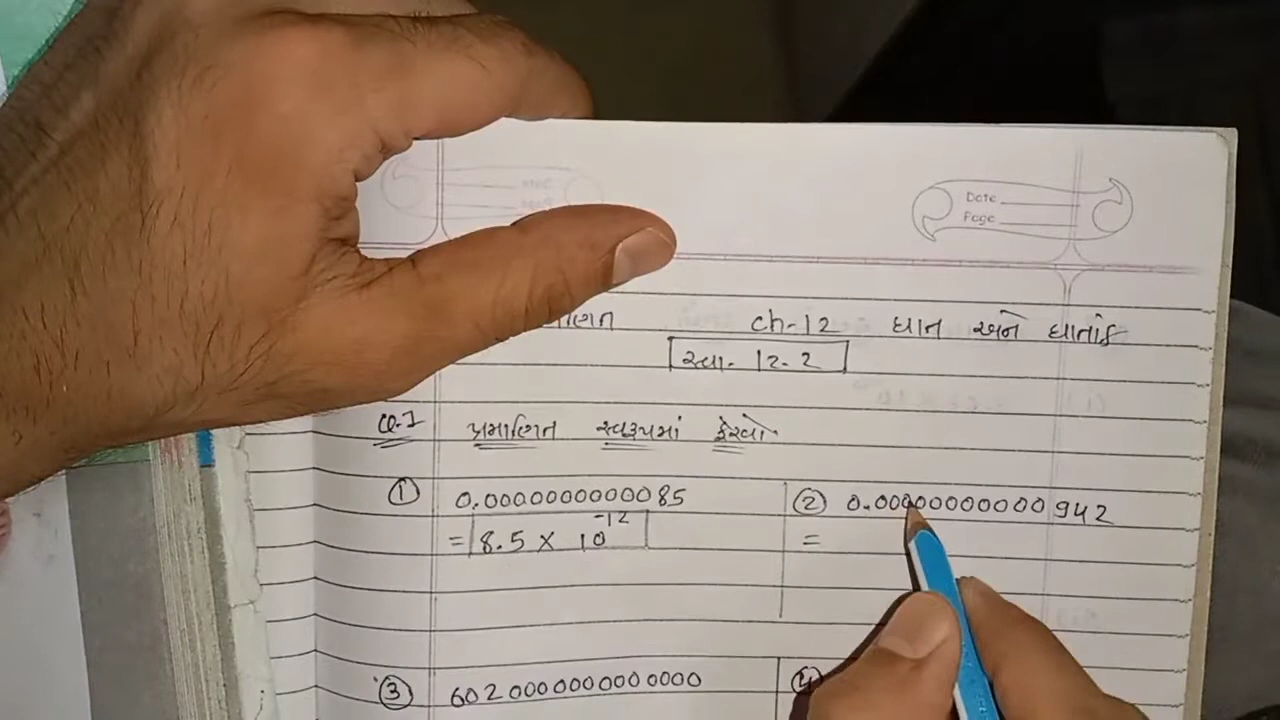 Date
Page
Ch-12 ઘાત અને ઘાતાંક
સ્વા. 12.2
Q.1 પ્રમાણિત સ્વરૂપમાં ફેરવો.
① 0.0000000000085
= 8.5 × 10⁻¹²
② 0.00000000000942
=
③ 602000000000000
④